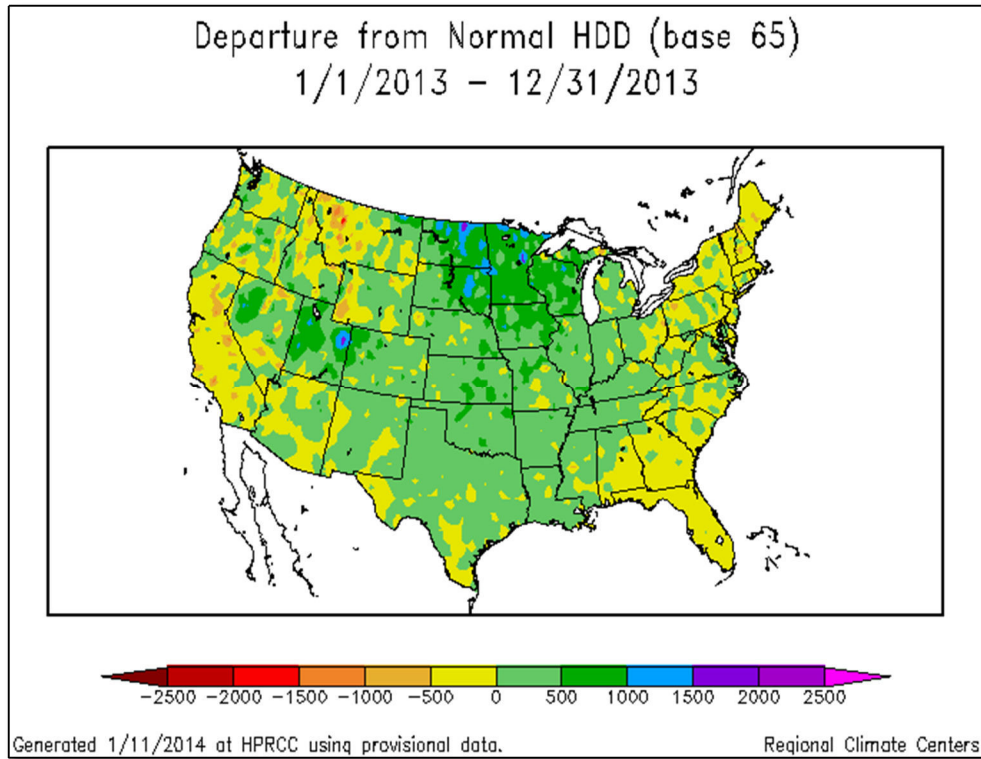 Departure from Normal HDD (base 65)
1/1/2013 – 12/31/2013
-2500 -2000 -1500 -1000 -500 0 500 1000 1500 2000 2500
Generated 1/11/2014 at HPRCC using provisional data. Regional Climate Centers